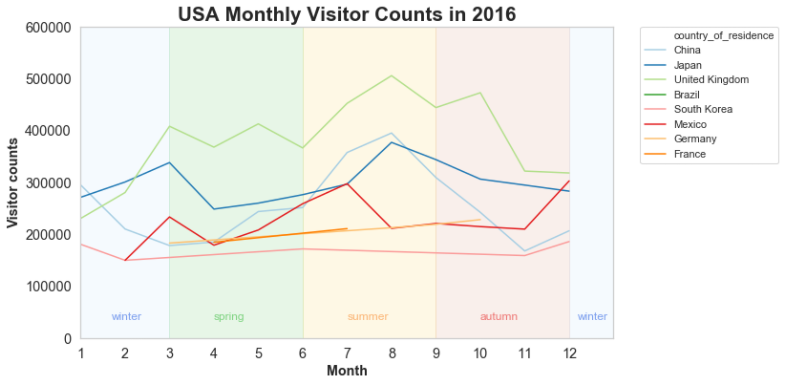 USA Monthly Visitor Counts in 2016
600000
500000
400000
300000
200000
100000
0
Visitor counts
winter spring summer autumn winter
1 2 3 4 5 6 7 8 9 10 11 12
Month
country_of_residence
China
Japan
United Kingdom
Brazil
South Korea
Mexico
Germany
France